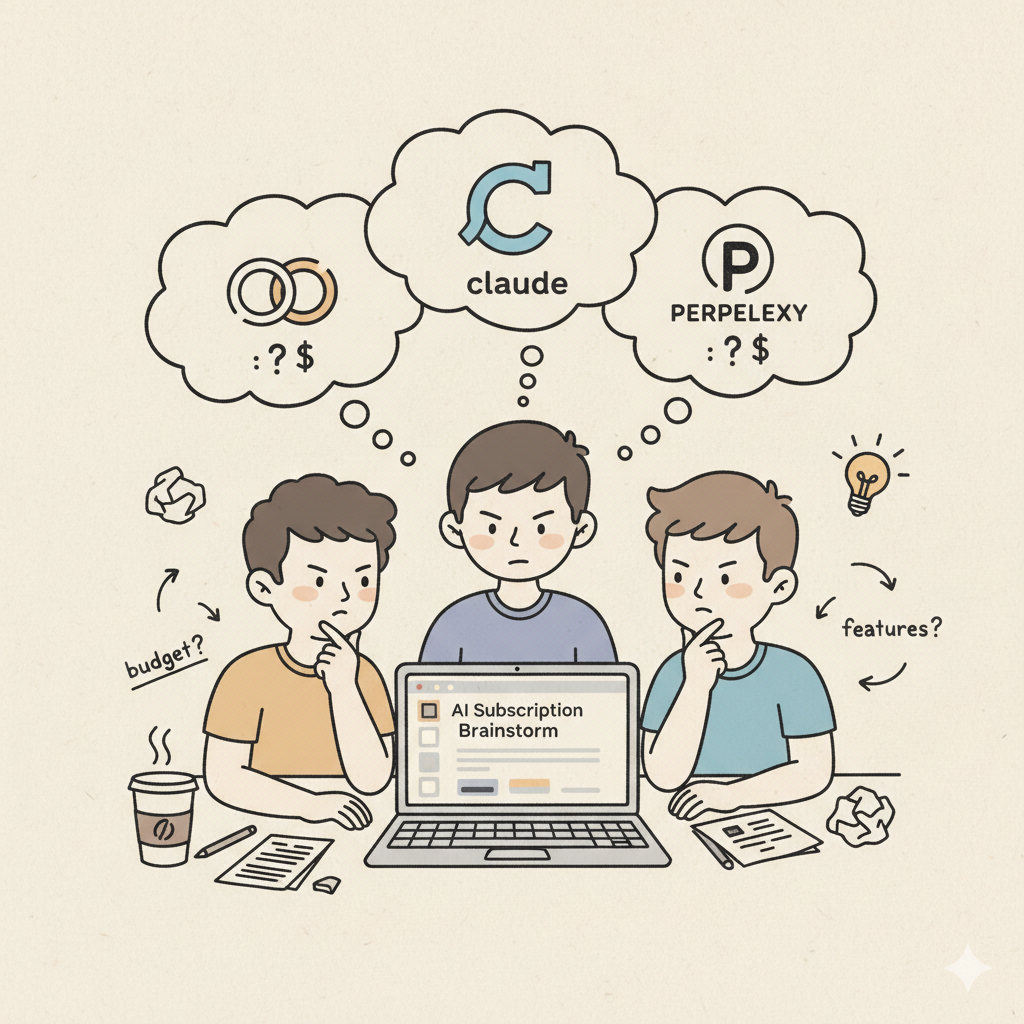 claude
PERPELEXY
: ? $
: ? $
budget?
features?
AI Subscription
Brainstorm